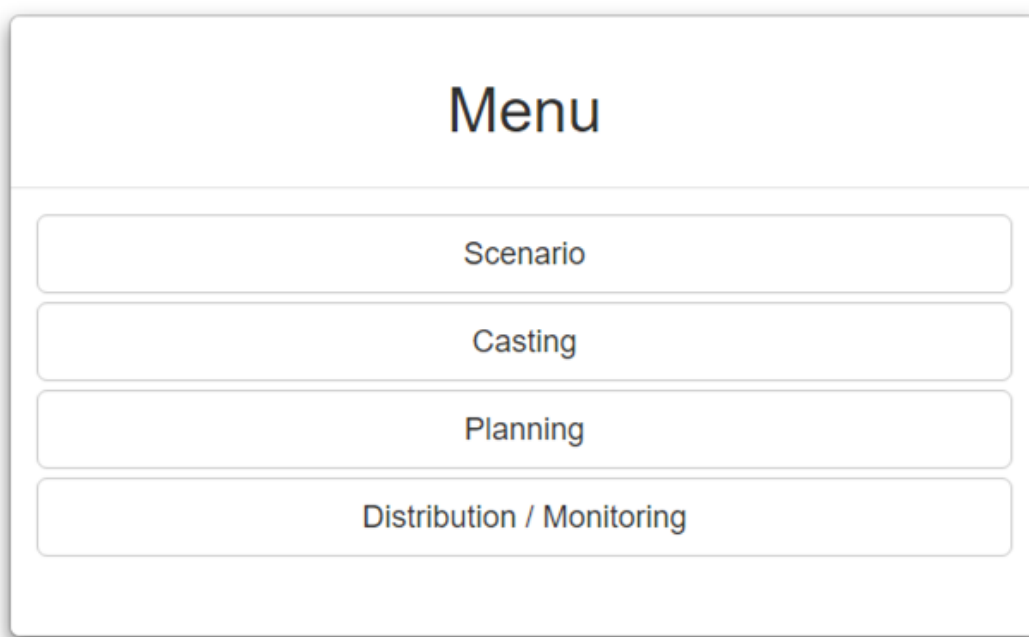 Menu
Scenario
Casting
Planning
Distribution / Monitoring